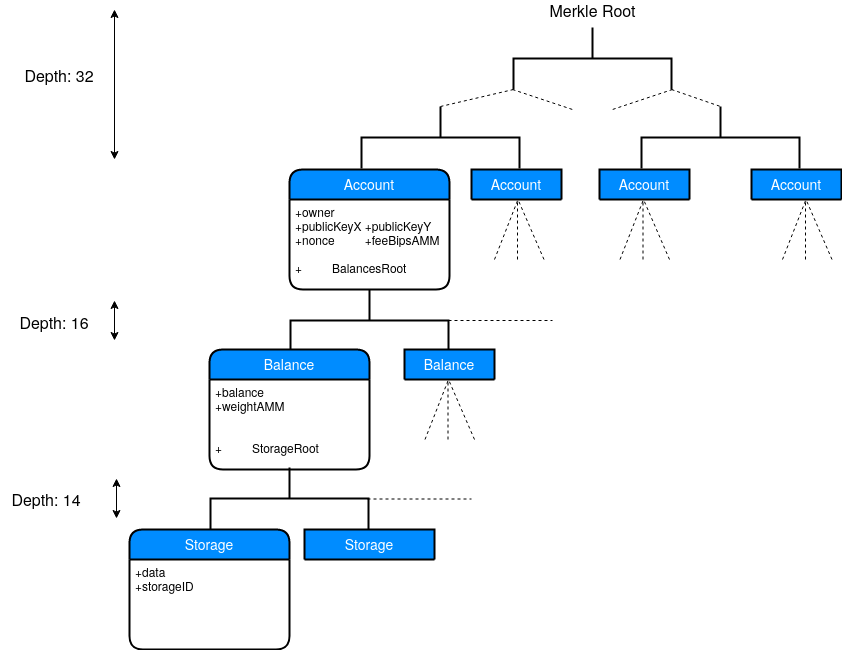 Merkle Root
Depth: 32
Account
Account
Account
Account
+owner
+publicKeyX +publicKeyY
+nonce +feeBipsAMM
+ BalancesRoot
Depth: 16
Balance
Balance
+balance
+weightAMM
+ StorageRoot
Depth: 14
Storage
Storage
+data
+storageID